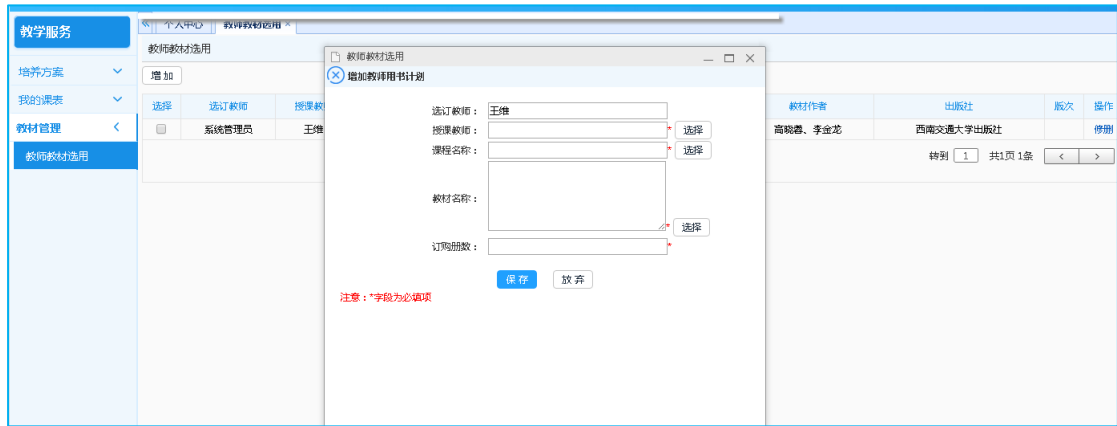 教学服务
个人中心 教师教材选用 ×
培养方案
我的课表
教材管理
教师教材选用
教师教材选用
增加
选择 选订教师 授课教 教材作者 出版社 版次 操作
系统管理员 王维 高晓蓉、李金龙 西南交通大学出版社 修删
转到 1 共1页 1条 < >
教师教材选用
增加教师用书计划
选订教师： 王维
授课教师： * 选择
课程名称： * 选择
教材名称： * 选择
订购册数： *
保存 放弃
注意：*字段为必填项